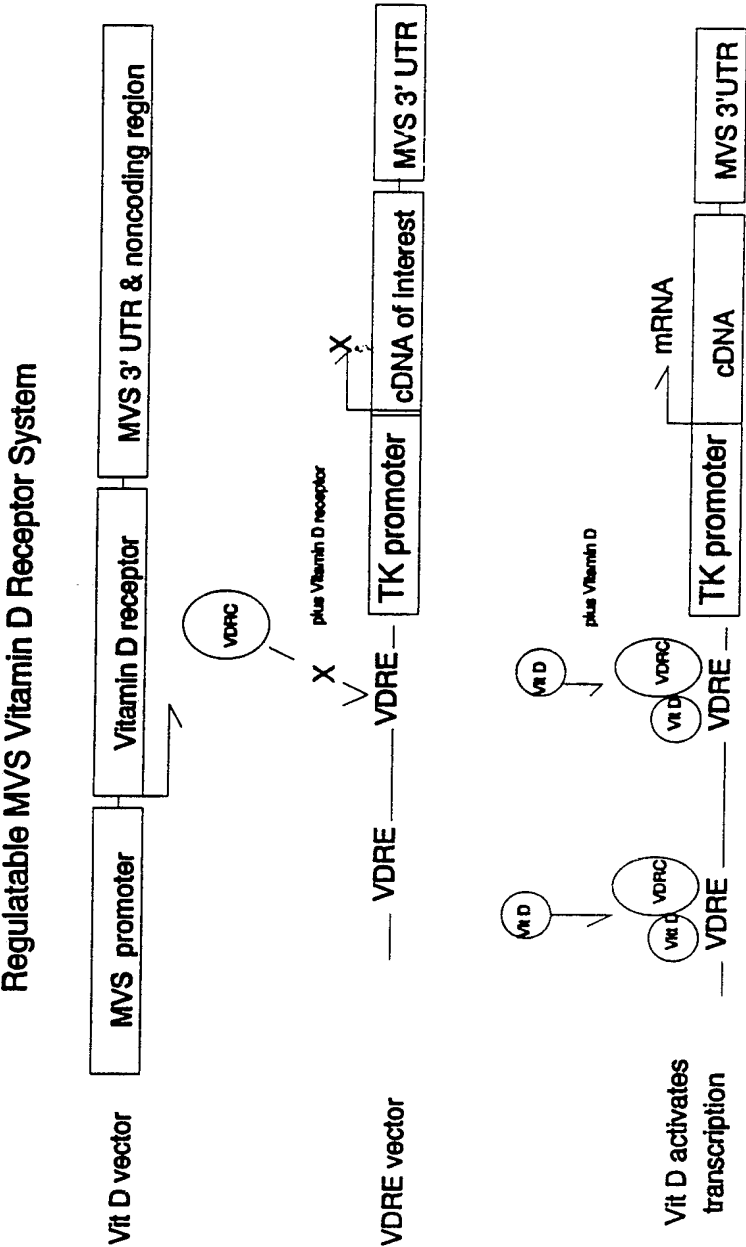 Regulatable MVS Vitamin D Receptor System
Vit D vector
MVS promoter
Vitamin D receptor
MVS 3' UTR & noncoding region
VDRC
VDRE vector
VDRE
VDRE
X
plus Vitamin D receptor
TK promoter
X
cDNA of interest
MVS 3' UTR
Vit D activates
transcription
Vit D
Vit D
VDRC
VDRE
Vit D
Vit D
VDRC
VDRE
plus Vitamin D
TK promoter
mRNA
cDNA
MVS 3'UTR